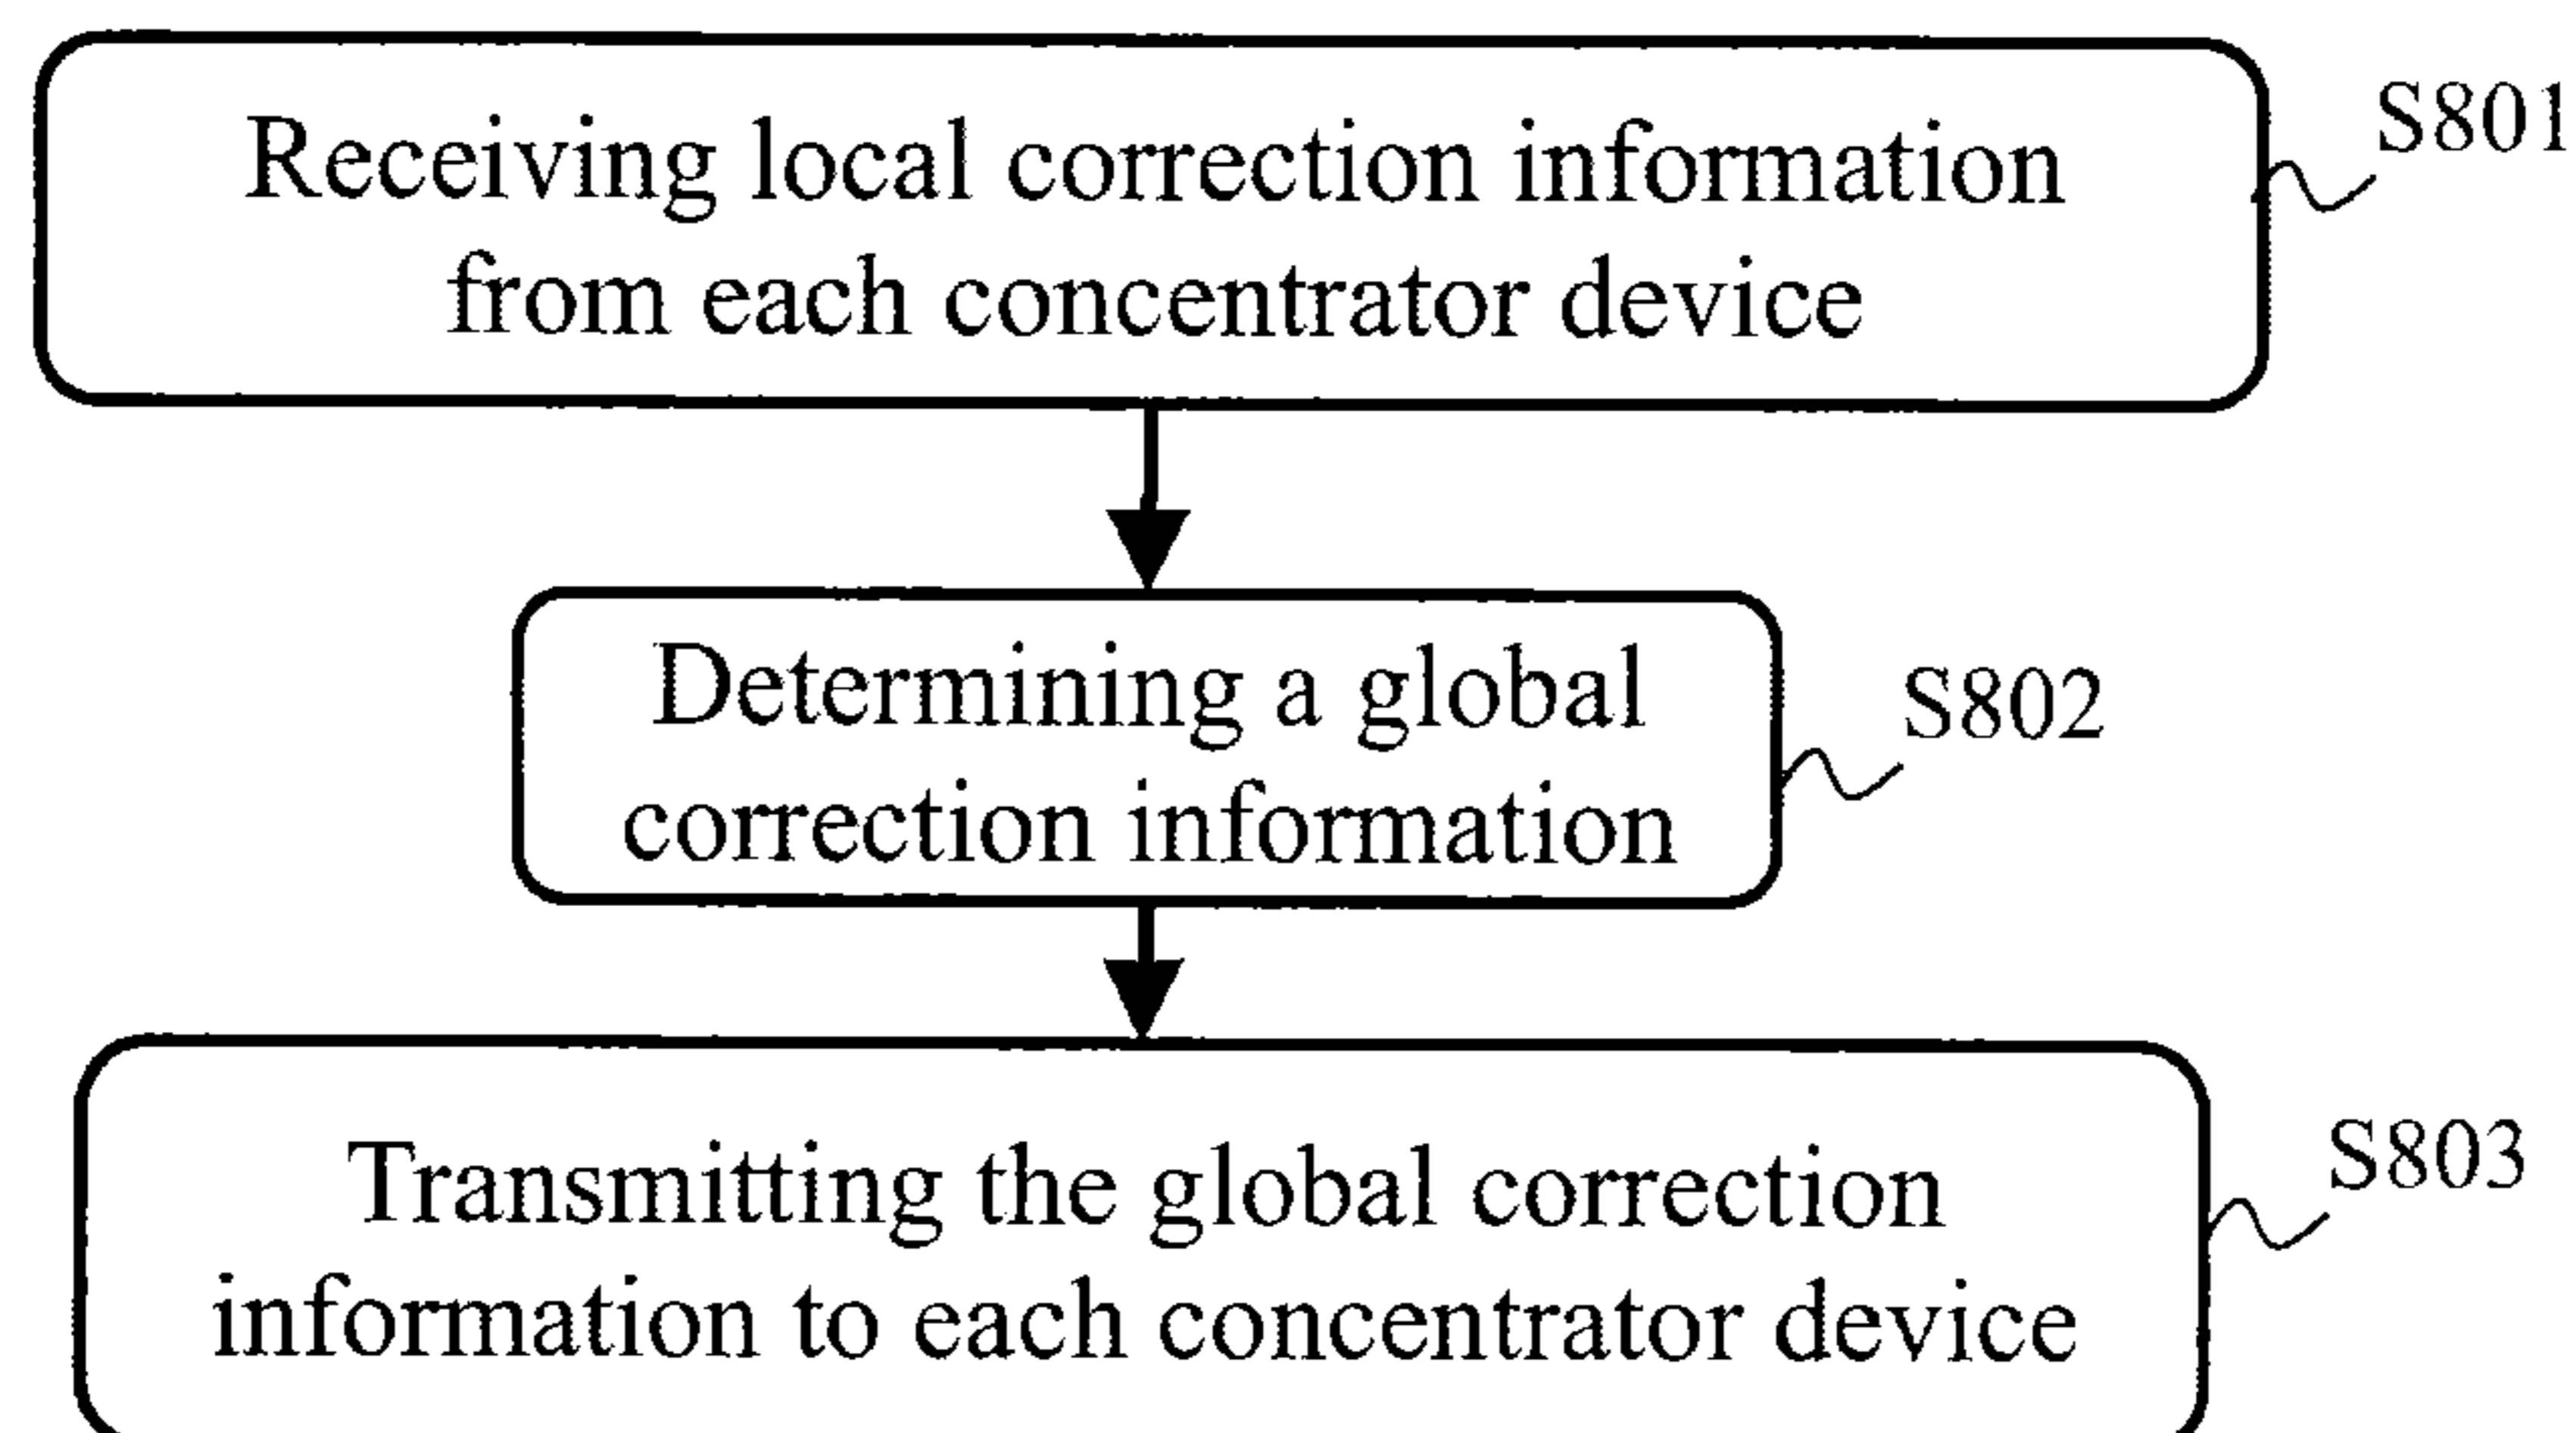 Receiving local correction information
from each concentrator device
S801
Determining a global
correction information
S802
Transmitting the global correction
information to each concentrator device
S803